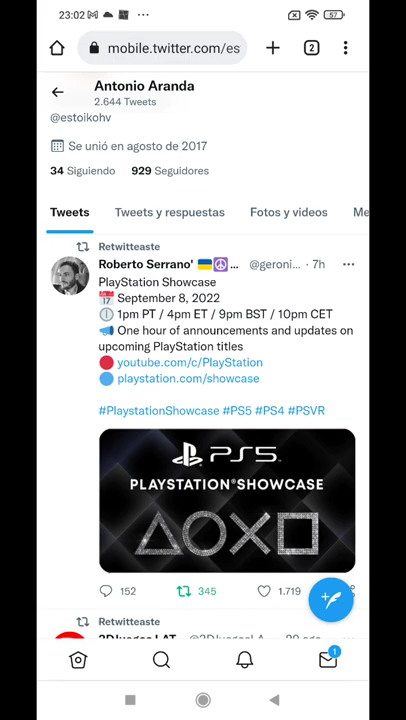 23:02
57
mobile.twitter.com/es
2
Antonio Aranda
2.644 Tweets
@estoikohv
Se unió en agosto de 2017
34 Siguiendo 929 Seguidores
Tweets Tweets y respuestas Fotos y videos Me
Retwitteaste
Roberto Serrano' 🇺🇦☮️... @geroni... · 7h
PlayStation Showcase
📅 September 8, 2022
🕕 1pm PT / 4pm ET / 9pm BST / 10pm CET
📣 One hour of announcements and updates on
upcoming PlayStation titles
🔴 youtube.com/c/PlayStation
🔵 playstation.com/showcase
#PlaystationShowcase #PS5 #PS4 #PSVR
PS5
PLAYSTATION®SHOWCASE
152 345 1.719
Retwitteaste
1